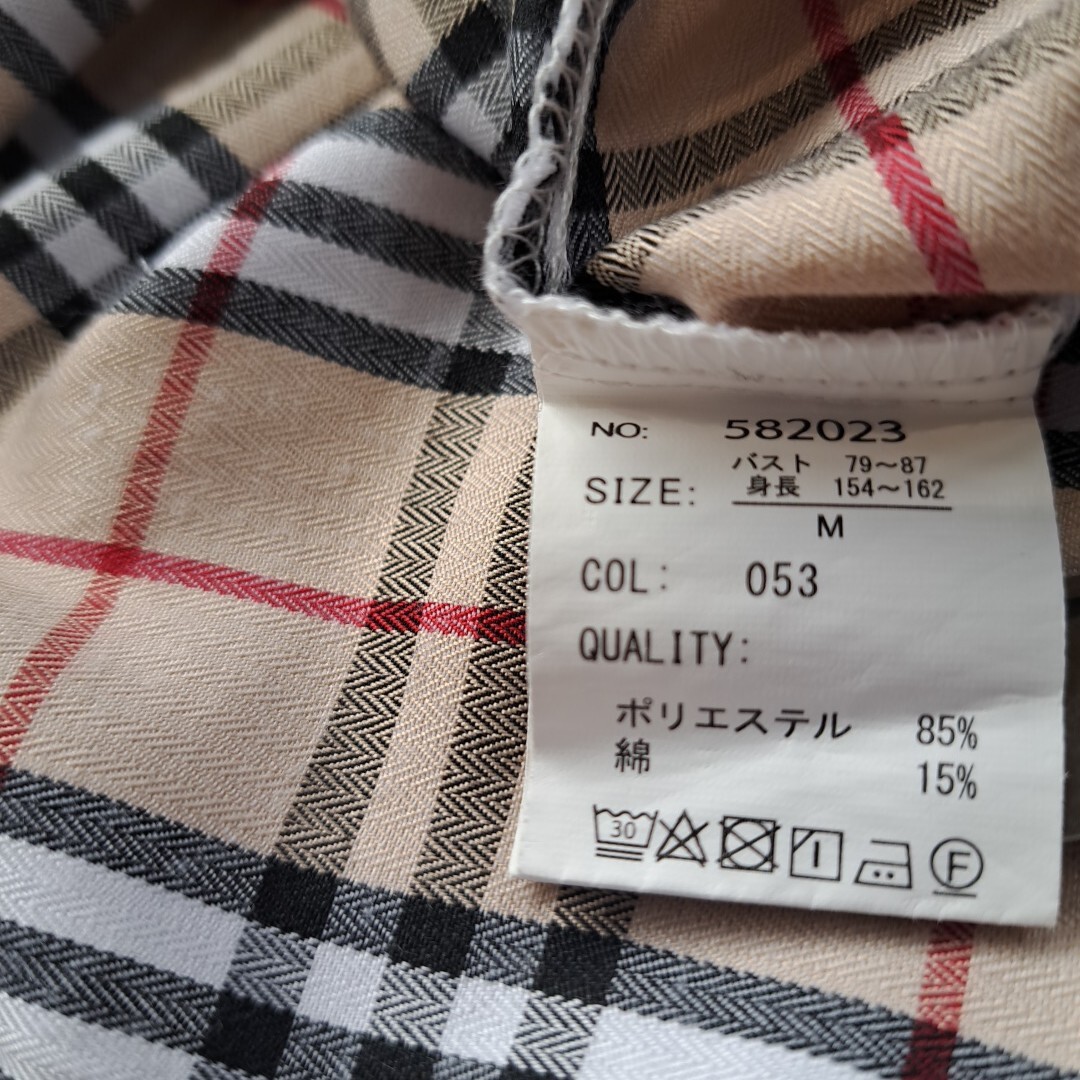 NO: 582023
バスト 79～87
SIZE: 身長 154～162
M
COL: 053
QUALITY:
ポリエステル 85%
綿 15%
30 F